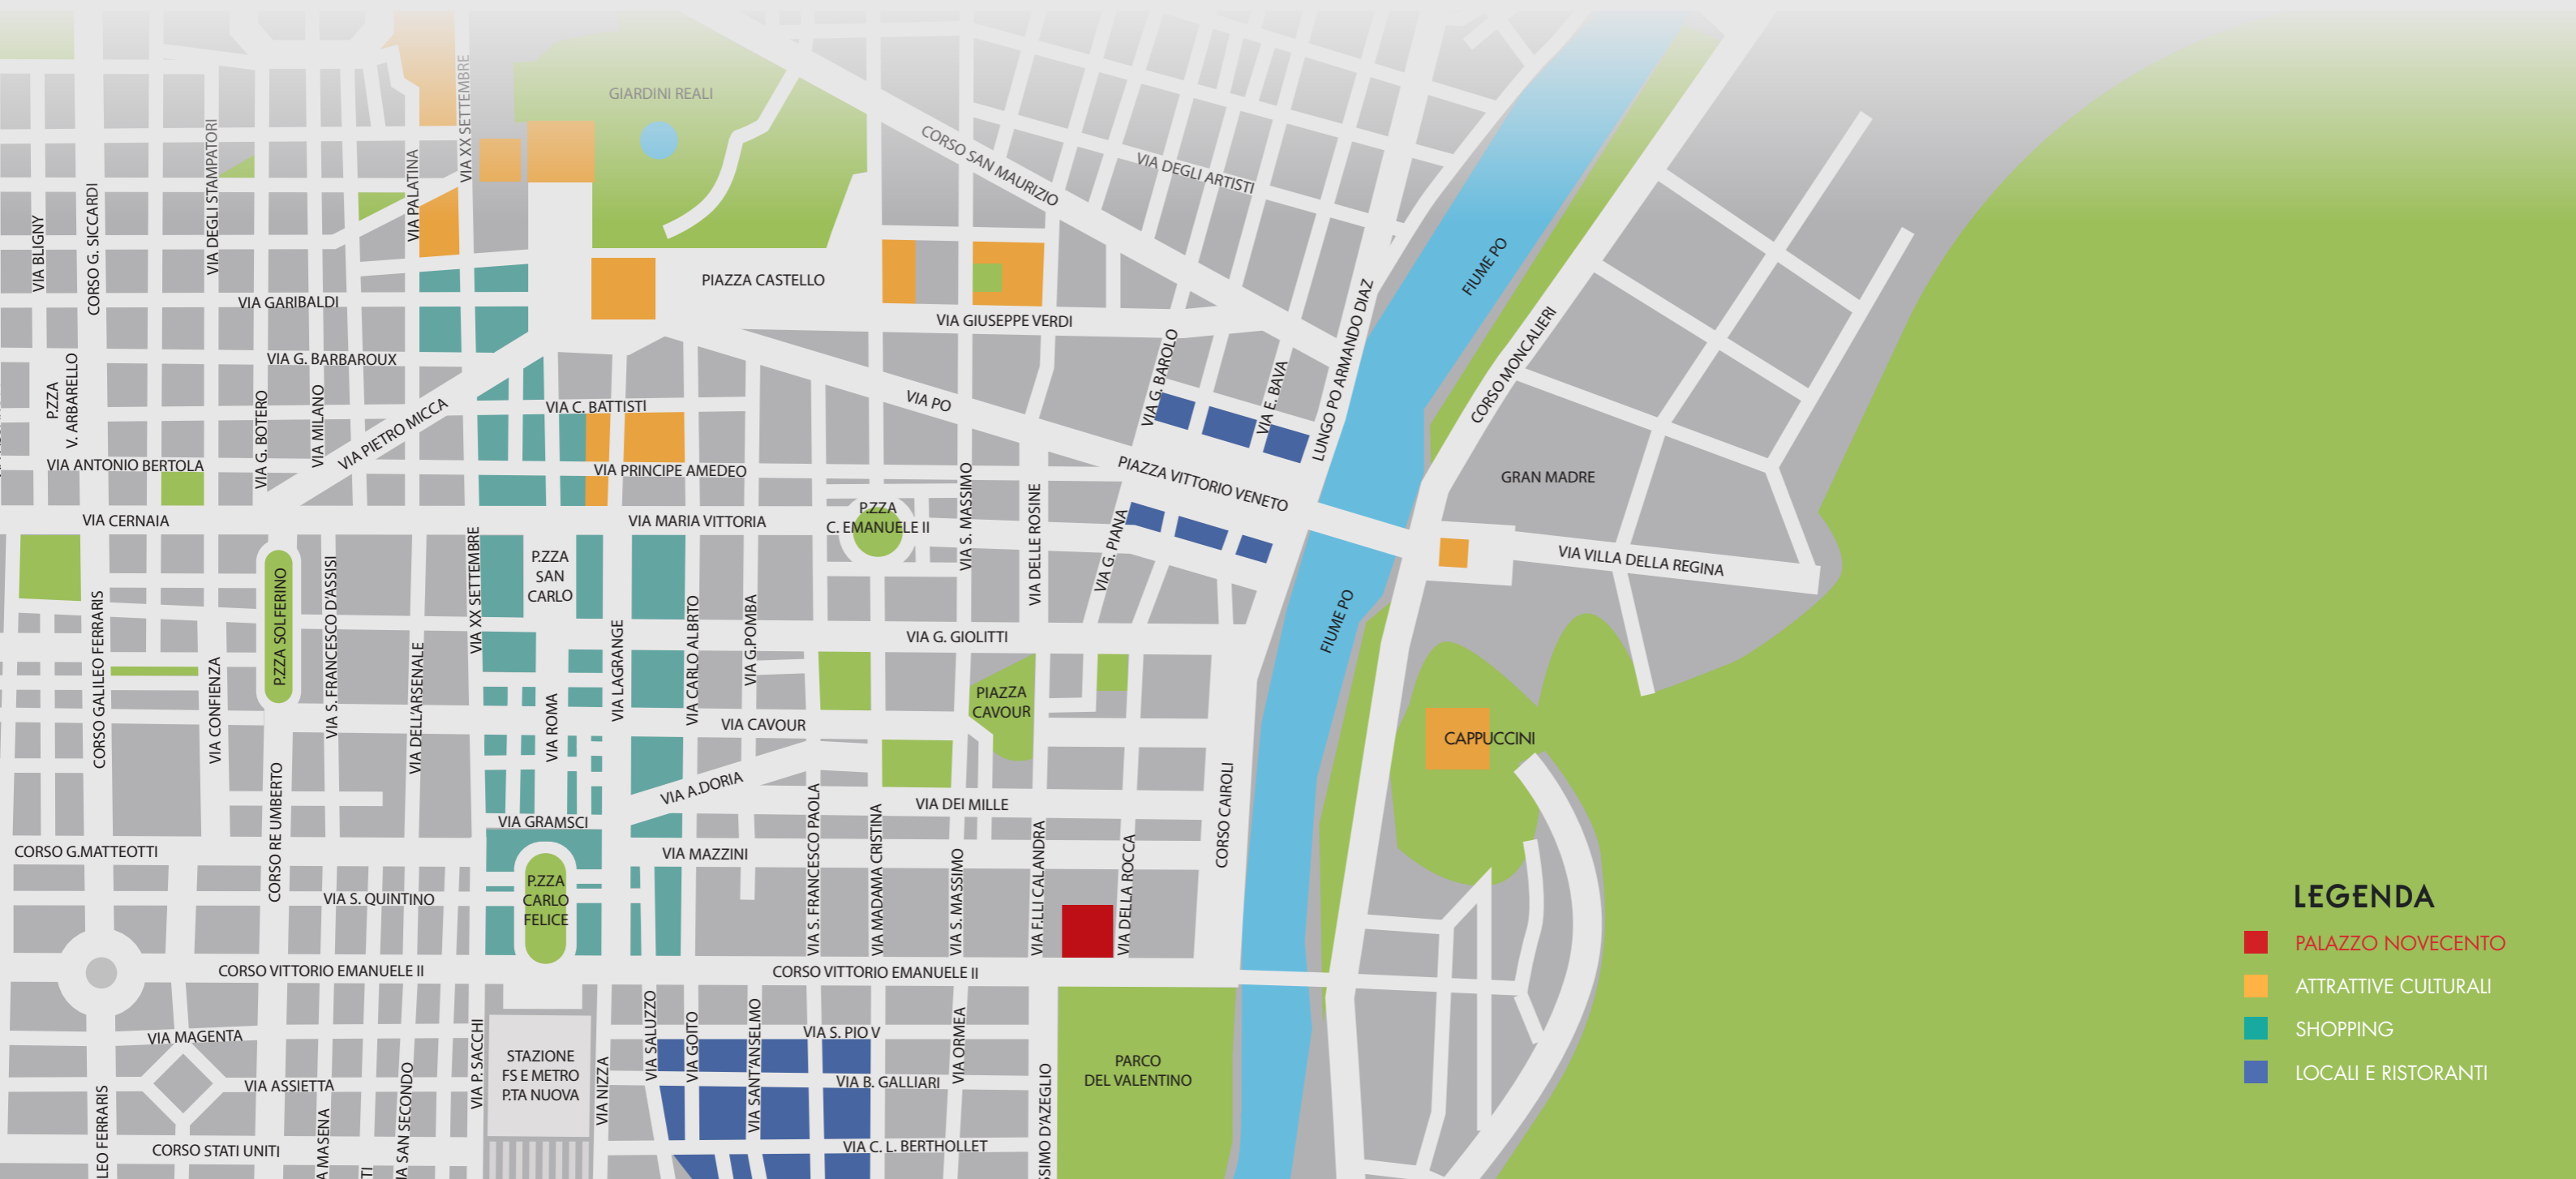 GIARDINI REALI
VIA XX SETTEMBRE
CORSO SAN MAURIZIO
VIA DEGLI ARTISTI
VIA DEGLI STAMPATORI
VIA PALATINA
CORSO G. SICCARDI
VIA BLIGNY
PIAZZA CASTELLO
FIUME PO
VIA GARIBALDI
VIA GIUSEPPE VERDI
LUNGO PO ARMANDO DIAZ
CORSO MONCALIERI
VIA G. BARBAROUX
P.ZZA
V. ARBARELLO
VIA G. BOTERO
VIA MILANO
VIA PIETRO MICCA
VIA C. BATTISTI
VIA PO
VIA G. BAROLO
VIA E. BAVA
VIA ANTONIO BERTOLA
VIA PRINCIPE AMEDEO
PIAZZA VITTORIO VENETO
GRAN MADRE
VIA CERNAIA
VIA MARIA VITTORIA
P.ZZA
C. EMANUELE II
VIA S. MASSIMO
VIA DELLE ROSINE
VIA G. PIANA
VIA VILLA DELLA REGINA
P.ZZA
SAN
CARLO
VIA XX SETTEMBRE
P.ZZA SOLFERINO
VIA S. FRANCESCO D'ASSISI
CORSO GALILEO FERRARIS
VIA CONFIENZA
VIA DELL'ARSENALE
VIA ROMA
VIA LAGRANGE
VIA CARLO ALBRTO
VIA G.POMBA
VIA G. GIOLITTI
FIUME PO
PIAZZA
CAVOUR
VIA CAVOUR
CAPPUCCINI
VIA A.DORIA
VIA DEI MILLE
CORSO CAIROLI
VIA GRAMSCI
CORSO RE UMBERTO
CORSO G.MATTEOTTI
VIA MAZZINI
VIA S. FRANCESCO PAOLA
VIA MADAMA CRISTINA
VIA S. MASSIMO
VIA F.LLI CALANDRA
VIA DELLA ROCCA
P.ZZA
CARLO
FELICE
VIA S. QUINTINO
CORSO VITTORIO EMANUELE II
CORSO VITTORIO EMANUELE II
VIA MAGENTA
VIA P. SACCHI
STAZIONE
FS E METRO
P.TA NUOVA
VIA NIZZA
VIA SALUZZO
VIA GOITO
VIA SANT'ANSELMO
VIA S. PIO V
VIA ORMEA
VIA B. GALLIARI
PARCO
DEL VALENTINO
VIA ASSIETTA
VIA C. L. BERTHOLLET
CORSO STATI UNITI
LEO FERRARIS
A MASENA
TI
IA SAN SECONDO
SSIMO D'AZEGLIO
LEGENDA
PALAZZO NOVECENTO
ATTRATTIVE CULTURALI
SHOPPING
LOCALI E RISTORANTI